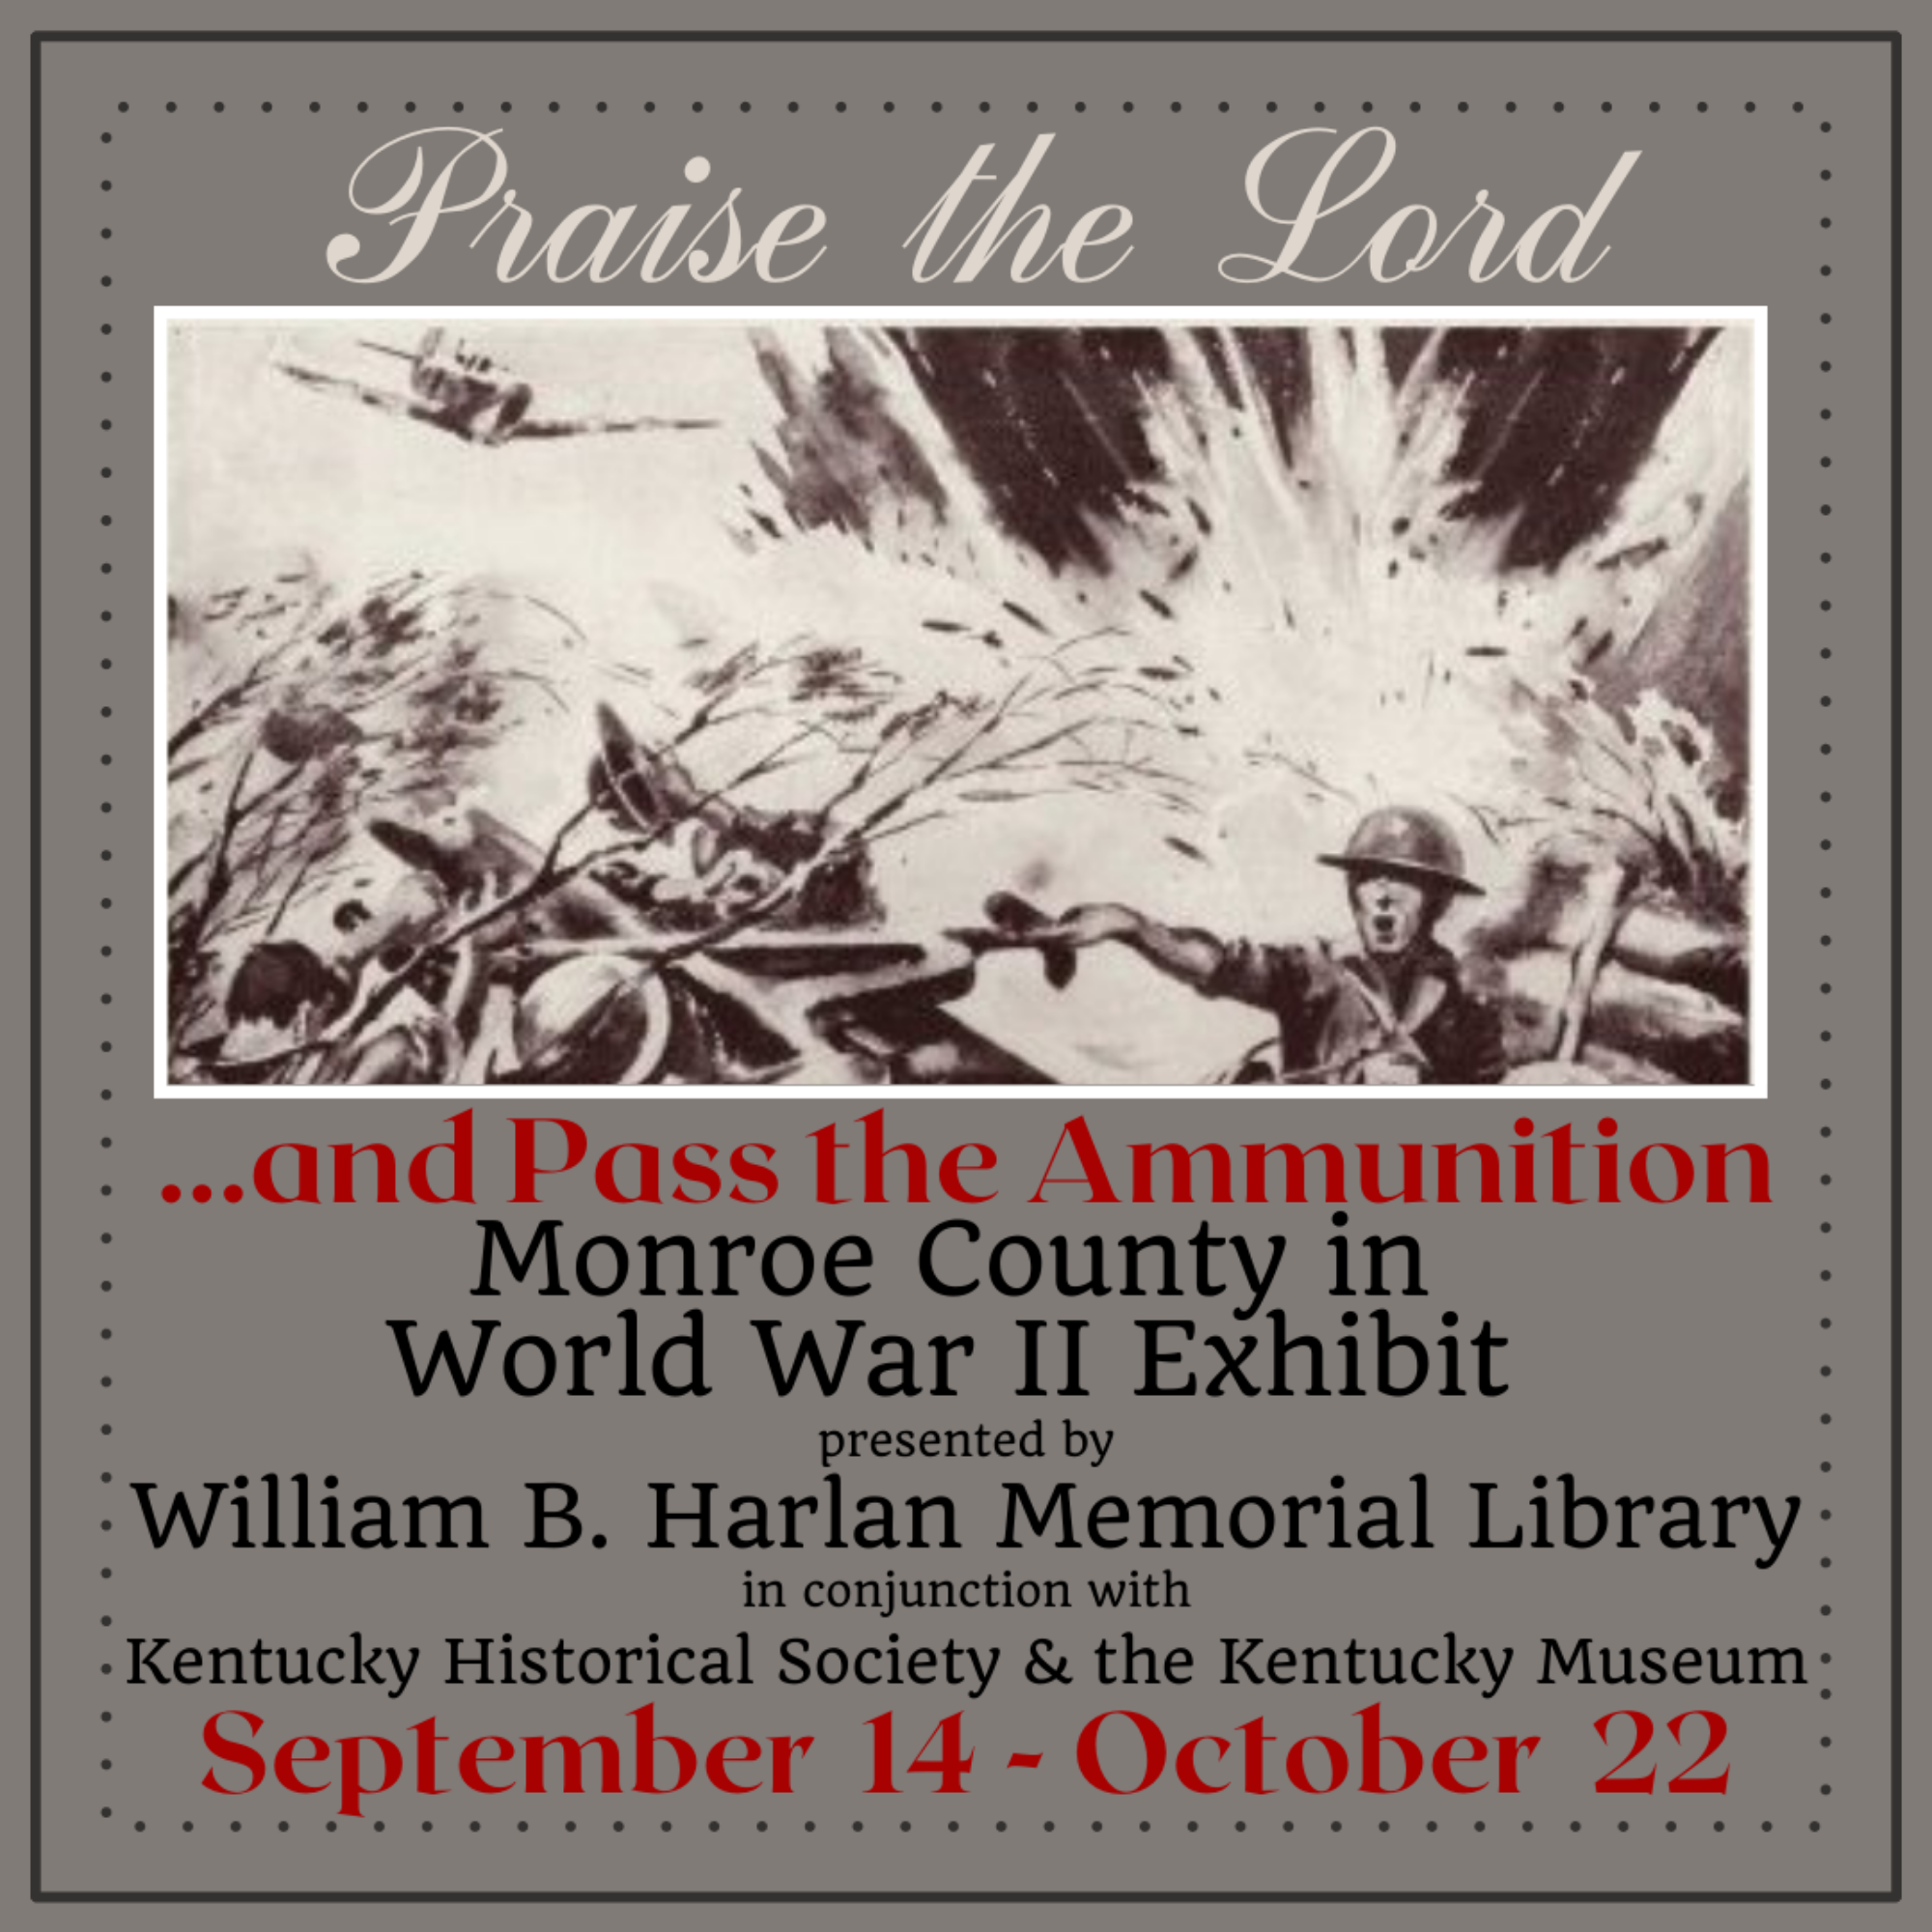 Praise the Lord
...and Pass the Ammunition
Monroe County in
World War II Exhibit
presented by
William B. Harlan Memorial Library
in conjunction with
Kentucky Historical Society & the Kentucky Museum
September 14 - October 22